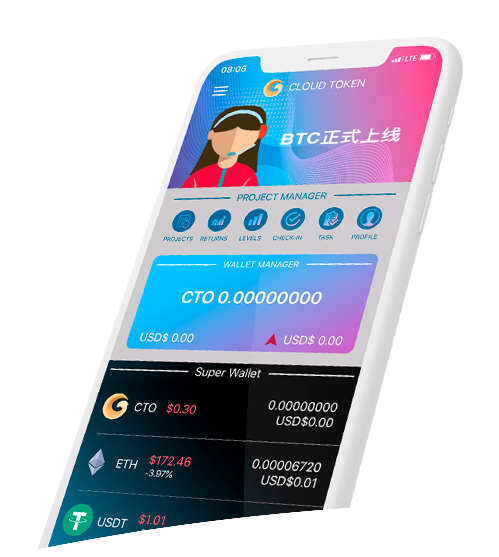 08:06
LTE
CLOUD TOKEN
BTC正式上线
PROJECT MANAGER
PROJECTS RETURNS LEVELS CHECK-IN TASK PROFILE
WALLET MANAGER
CTO 0.00000000
USD$ 0.00 USD$ 0.00
Super Wallet
CTO $0.30 0.00000000
USD$0.00
ETH $172.46 0.00006720
-3.97% USD$0.01
USDT $1.01